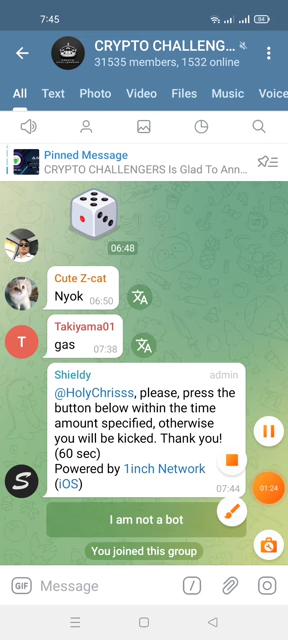 7:45
84
CRYPTO CHALLENG...
31535 members, 1532 online
All Text Photo Video Files Music Voice
Pinned Message
CRYPTO CHALLENGERS Is Glad To Ann...
06:48
Cute Z-cat
Nyok 06:50
Takiyama01
T
gas 07:38
Shieldy admin
@HolyChrisss, please, press the
button below within the time
amount specified, otherwise
you will be kicked. Thank you!
(60 sec)
Powered by 1inch Network
(iOS)
07:44
S
01:24
I am not a bot
You joined this group
GIF Message